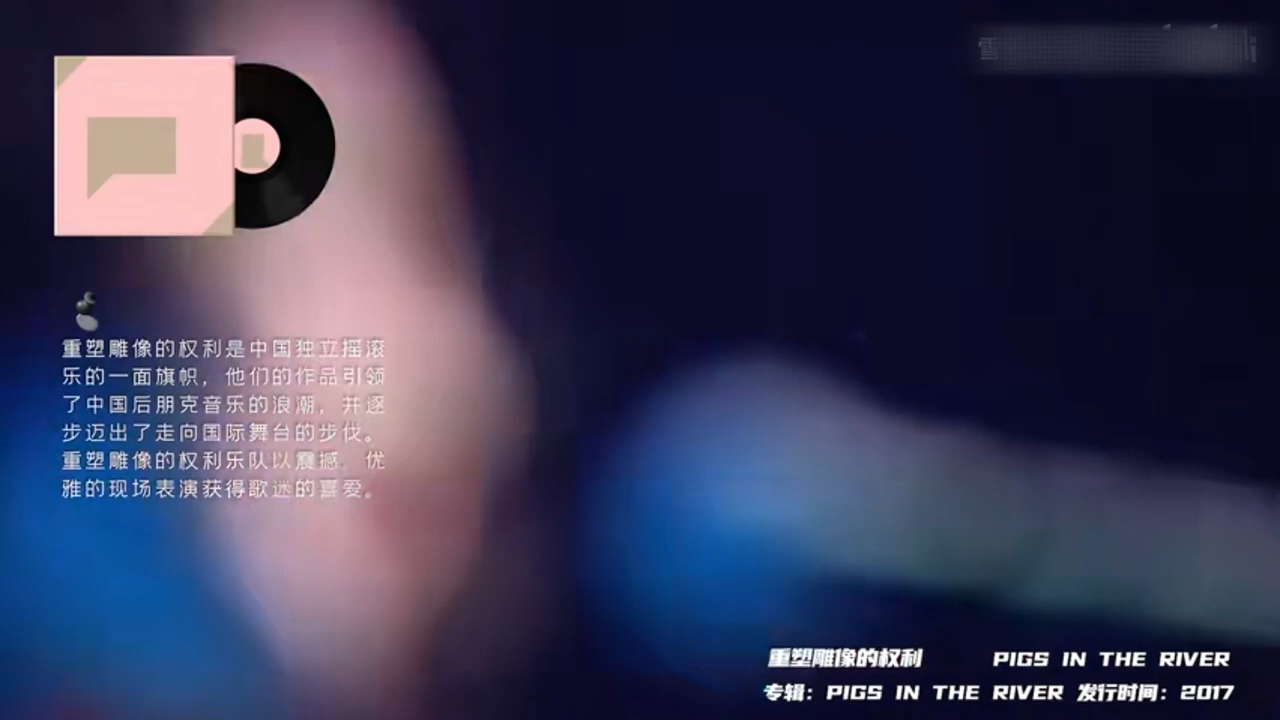 重塑雕像的权利是中国独立摇滚
乐的一面旗帜，他们的作品引领
了中国后朋克音乐的浪潮，并逐
步迈出了走向国际舞台的步伐。
重塑雕像的权利乐队以震撼、优
雅的现场表演获得歌迷的喜爱。
重塑雕像的权利 PIGS IN THE RIVER
专辑：PIGS IN THE RIVER 发行时间：2017